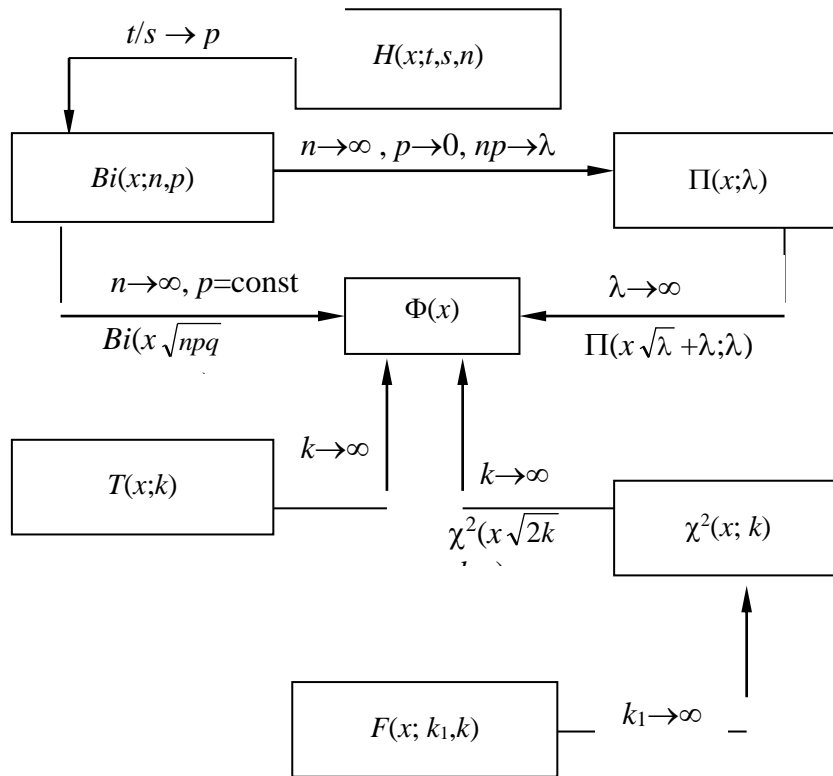 t/s → p
H(x;t,s,n)
n→∞ , p→0, np→λ
Bi(x;n,p)
Π(x;λ)
n→∞, p=const
λ→∞
Φ(x)
Bi(x√npq
Π(x√λ +λ;λ)
k→∞
T(x;k)
k→∞
χ²(x√2k
χ²(x; k)
F(x; k₁,k)
k₁→∞